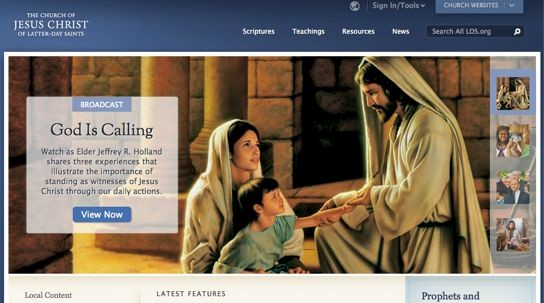 Sign In/Tools
CHURCH WEBSITES
THE CHURCH OF
JESUS CHRIST
OF LATTER-DAY SAINTS
Scriptures
Teachings
Resources
News
Search All LDS.org
BROADCAST
God Is Calling
Watch as Elder Jeffrey R. Holland
shares three experiences that
illustrate the importance of
standing as witnesses of Jesus
Christ through our daily actions.
View Now
Local Content
LATEST FEATURES
Prophets and